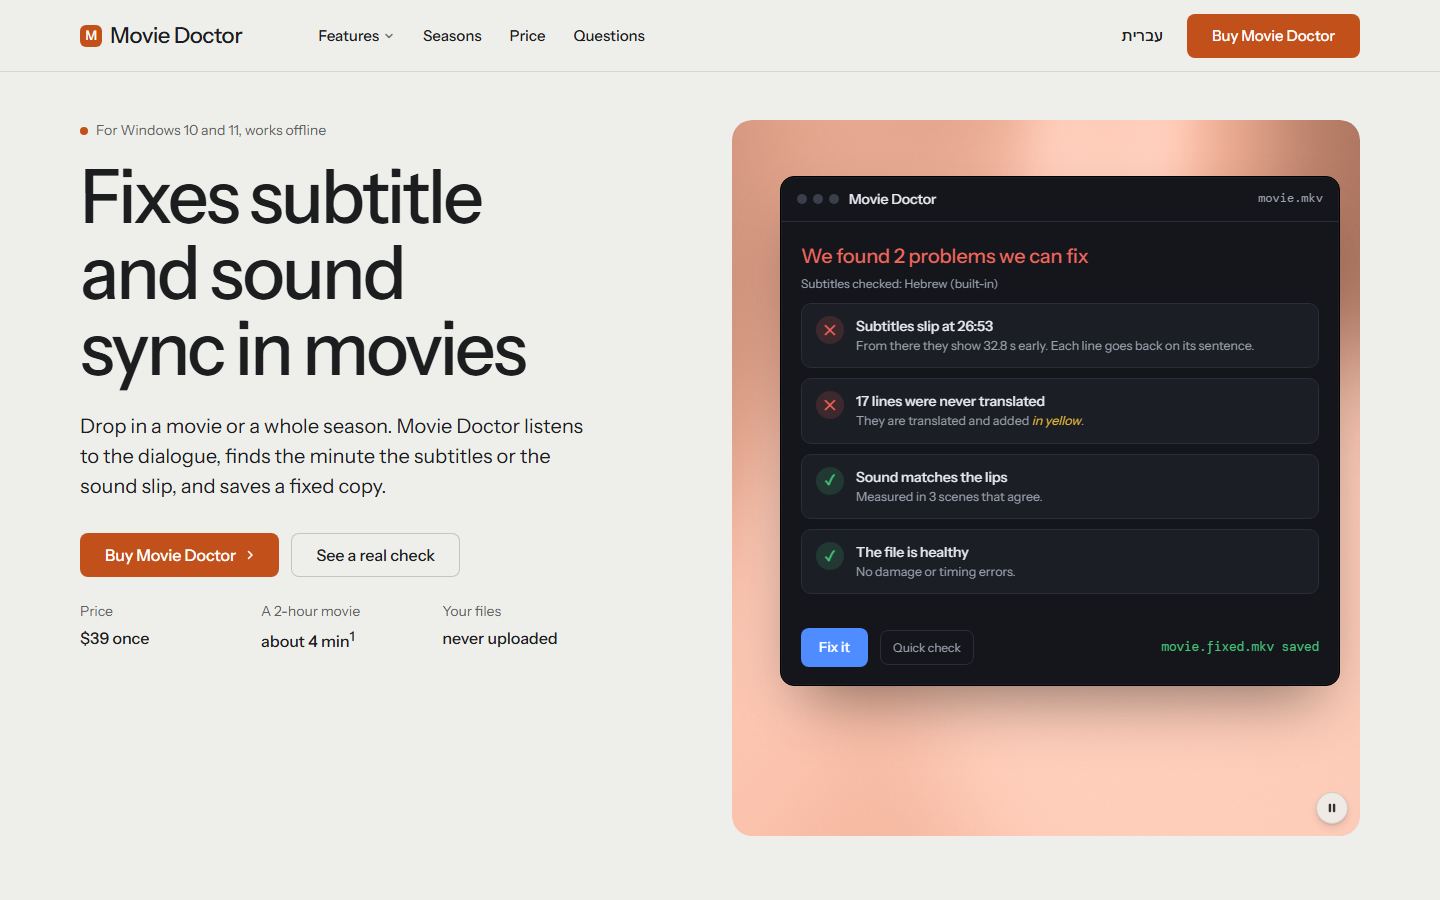 M Movie Doctor
Features
Seasons
Price
Questions
עברית
Buy Movie Doctor
For Windows 10 and 11, works offline
Fixes subtitle
and sound
sync in movies
Drop in a movie or a whole season. Movie Doctor listens
to the dialogue, finds the minute the subtitles or the
sound slip, and saves a fixed copy.
Buy Movie Doctor
See a real check
Price
$39 once
A 2-hour movie
about 4 min¹
Your files
never uploaded
Movie Doctor
movie.mkv
We found 2 problems we can fix
Subtitles checked: Hebrew (built-in)
Subtitles slip at 26:53
From there they show 32.8 s early. Each line goes back on its sentence.
17 lines were never translated
They are translated and added in yellow.
Sound matches the lips
Measured in 3 scenes that agree.
The file is healthy
No damage or timing errors.
Fix it
Quick check
movie.fixed.mkv saved